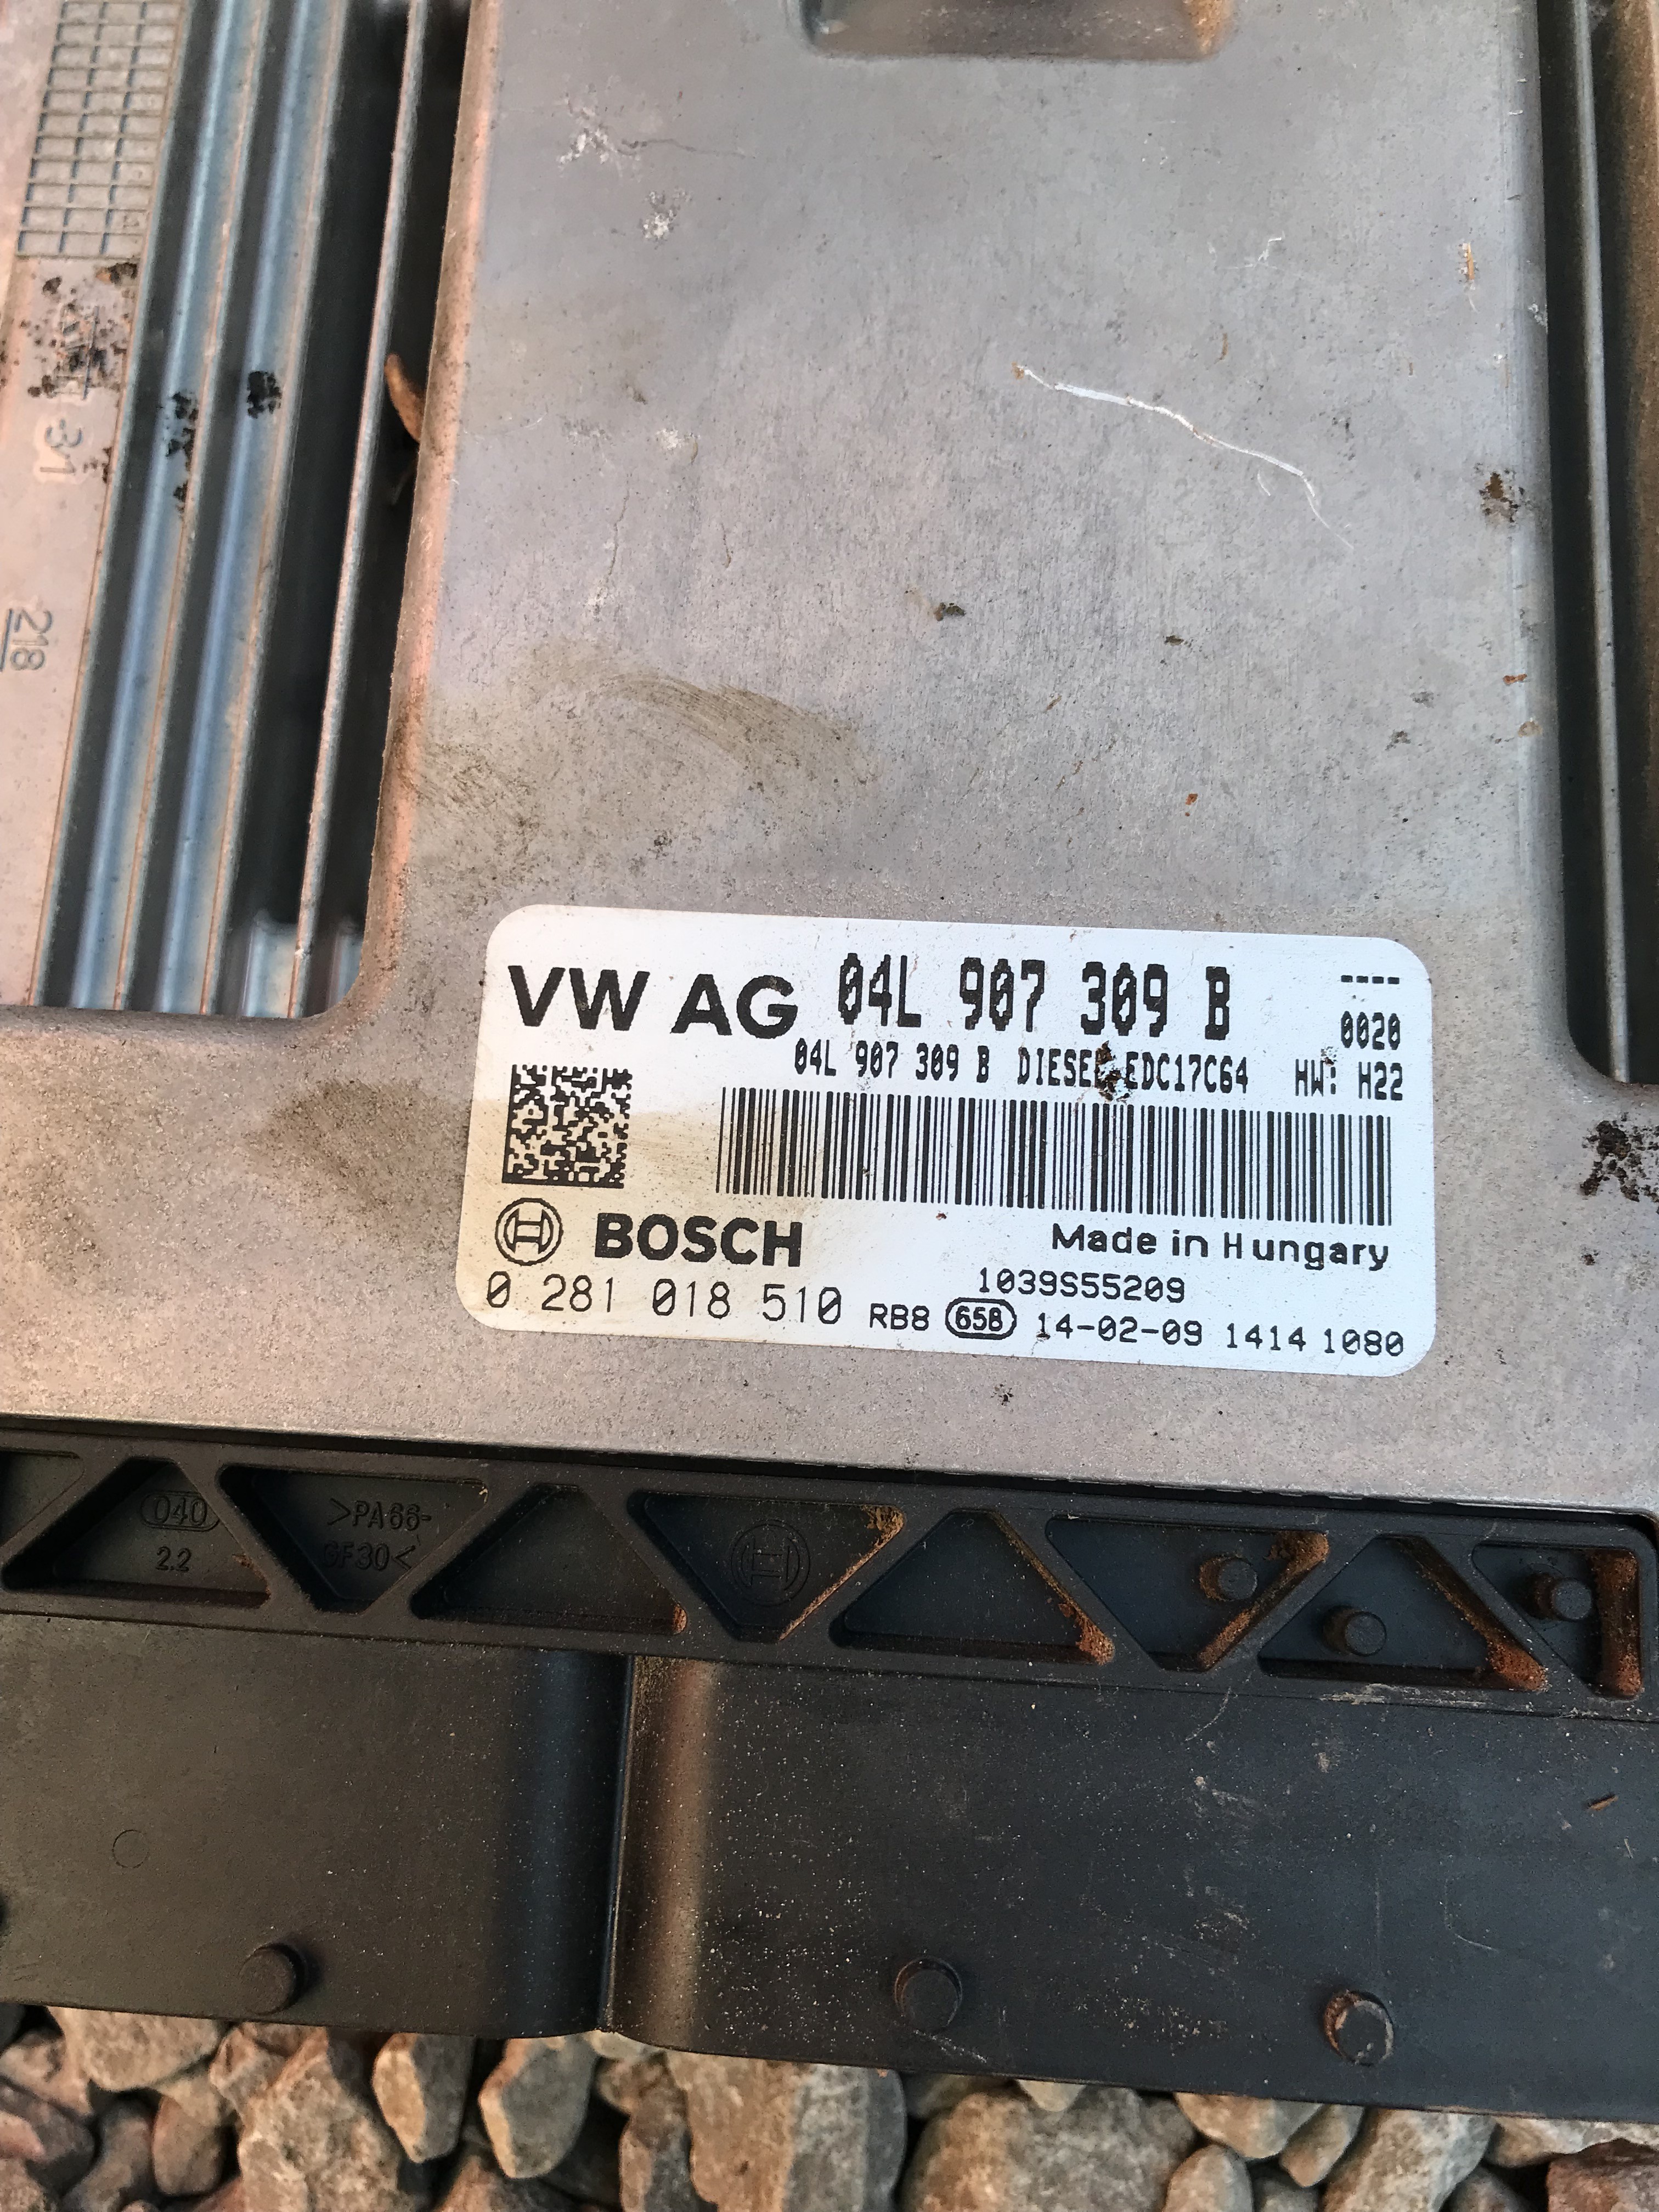 31
218
VW AG 04L 907 309 B ----
0020
04L 907 309 B DIESEL EDC17C64 HW: H22
BOSCH Made in Hungary
1039S55209
0 281 018 510 RB8 658 14-02-09 1414 1080
040 >PA66-
2.2 GF30<